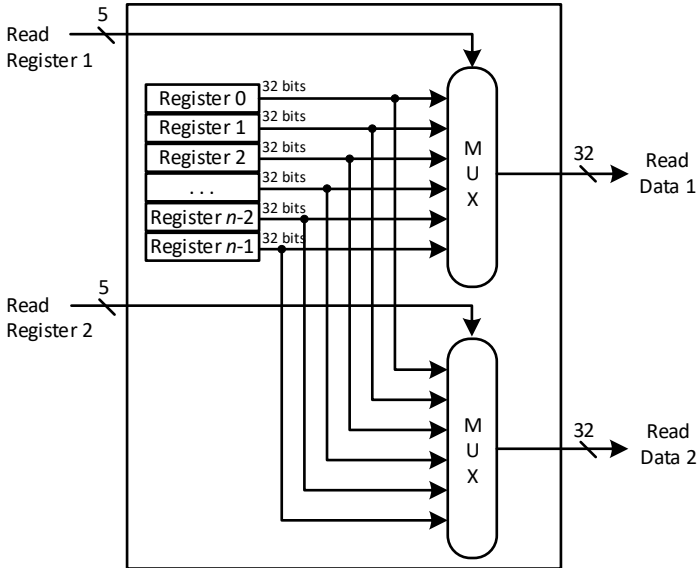 5
Read
Register 1
32 bits
Register 0
32 bits
Register 1
32 bits
Register 2
32 bits
. . .
32 bits
Register n-2
32 bits
Register n-1
M
U
X
32
Read
Data 1
5
Read
Register 2
M
U
X
32
Read
Data 2